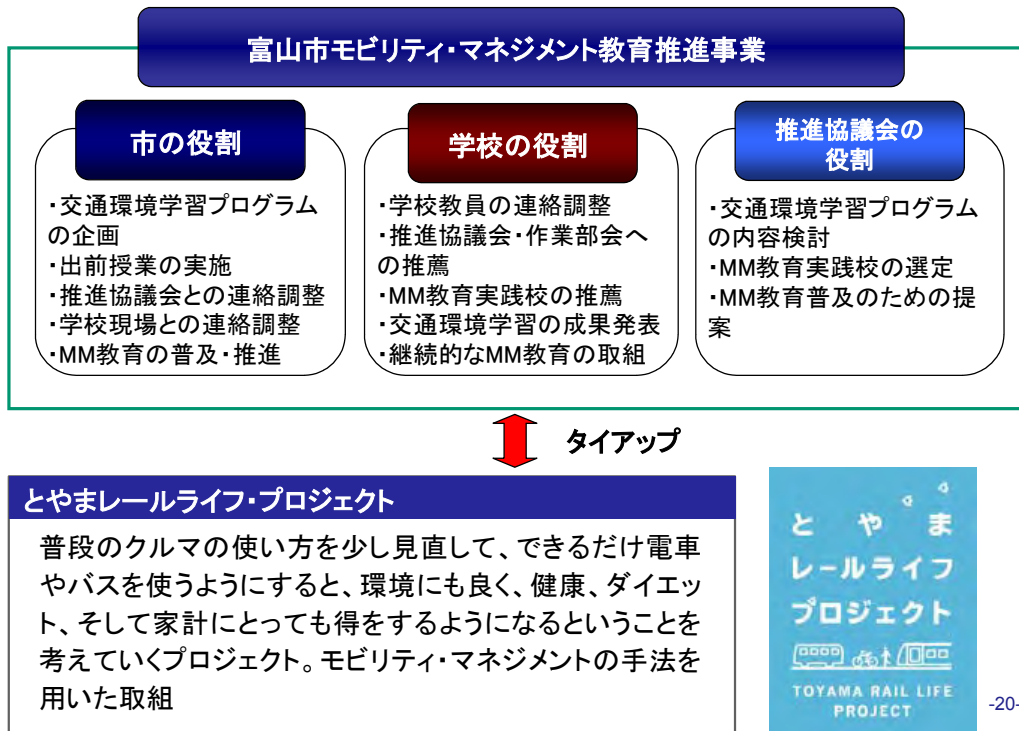 富山市モビリティ・マネジメント教育推進事業
市の役割
・交通環境学習プログラム
の企画
・出前授業の実施
・推進協議会との連絡調整
・学校現場との連絡調整
・MM教育の普及・推進
学校の役割
・学校教員の連絡調整
・推進協議会・作業部会へ
の推薦
・MM教育実践校の推薦
・交通環境学習の成果発表
・継続的なMM教育の取組
推進協議会の
役割
・交通環境学習プログラム
の内容検討
・MM教育実践校の選定
・MM教育普及のための提
案
タイアップ
とやまレールライフ・プロジェクト
普段のクルマの使い方を少し見直して、できるだけ電車
やバスを使うようにすると、環境にも良く、健康、ダイエッ
ト、そして家計にとっても得をするようになるということを
考えていくプロジェクト。モビリティ・マネジメントの手法を
用いた取組
とやま
レールライフ
プロジェクト
TOYAMA RAIL LIFE
PROJECT
-20-